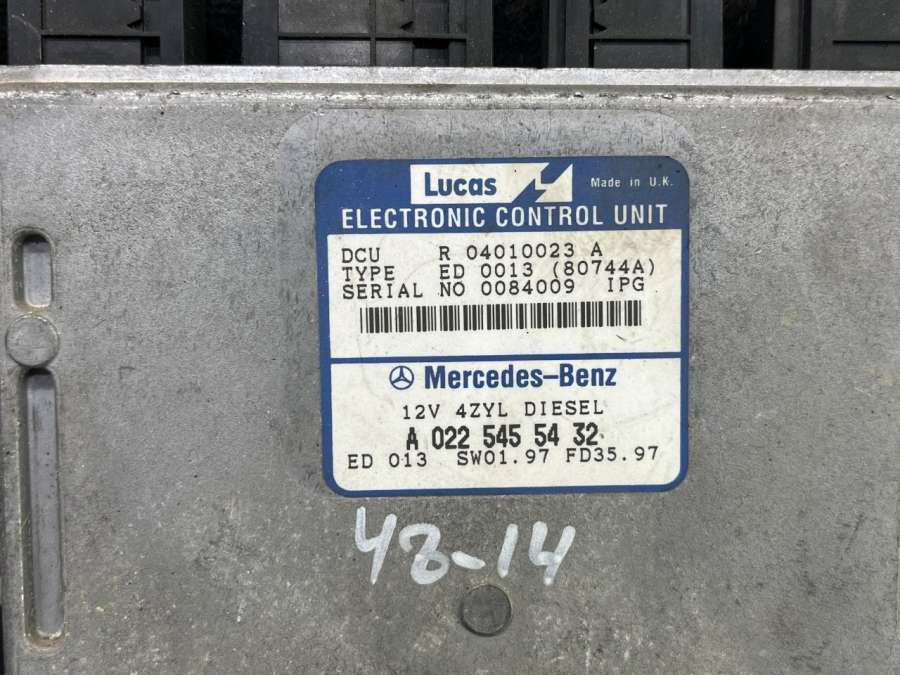 Lucas Made in U.K.
ELECTRONIC CONTROL UNIT
DCU R 04010023 A
TYPE ED 0013 (80744A)
SERIAL NO 0084009 IPG
Mercedes-Benz
12V 4ZYL DIESEL
A 022 545 54 32
ED 013 SW01.97 FD35.97
48-14